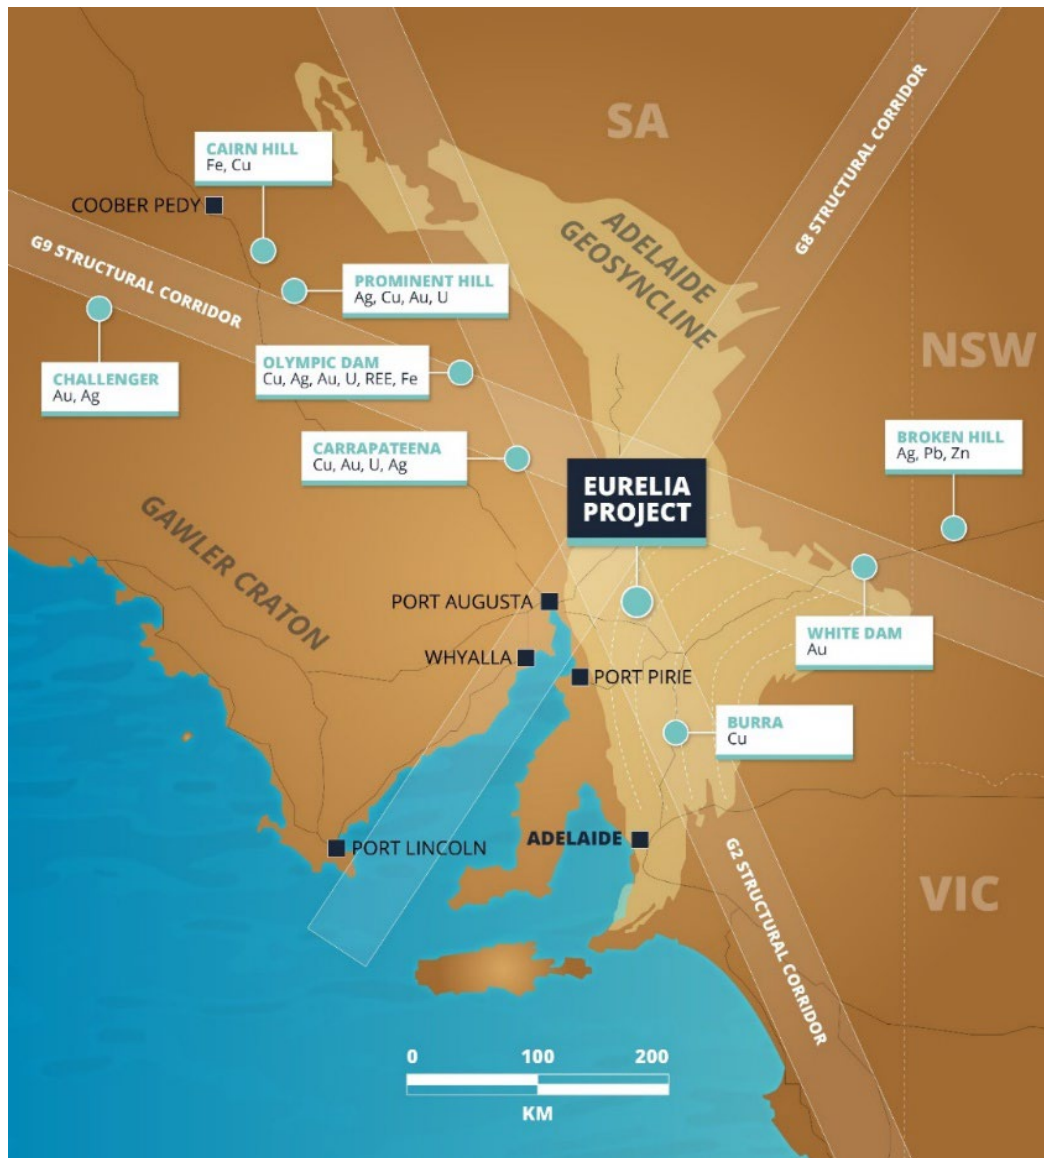 SA
G8 STRUCTURAL CORRIDOR
CAIRN HILL
Fe, Cu
COOBER PEDY
ADELAIDE
GEOSYNCLINE
G9 STRUCTURAL CORRIDOR
PROMINENT HILL
Ag, Cu, Au, U
NSW
OLYMPIC DAM
Cu, Ag, Au, U, REE, Fe
CHALLENGER
Au, Ag
CARRAPATEENA
Cu, Au, U, Ag
BROKEN HILL
Ag, Pb, Zn
EURELIA
PROJECT
GAWLER CRATON
PORT AUGUSTA
WHITE DAM
Au
WHYALLA
PORT PIRIE
BURRA
Cu
ADELAIDE
PORT LINCOLN
VIC
G2 STRUCTURAL CORRIDOR
0 100 200
KM